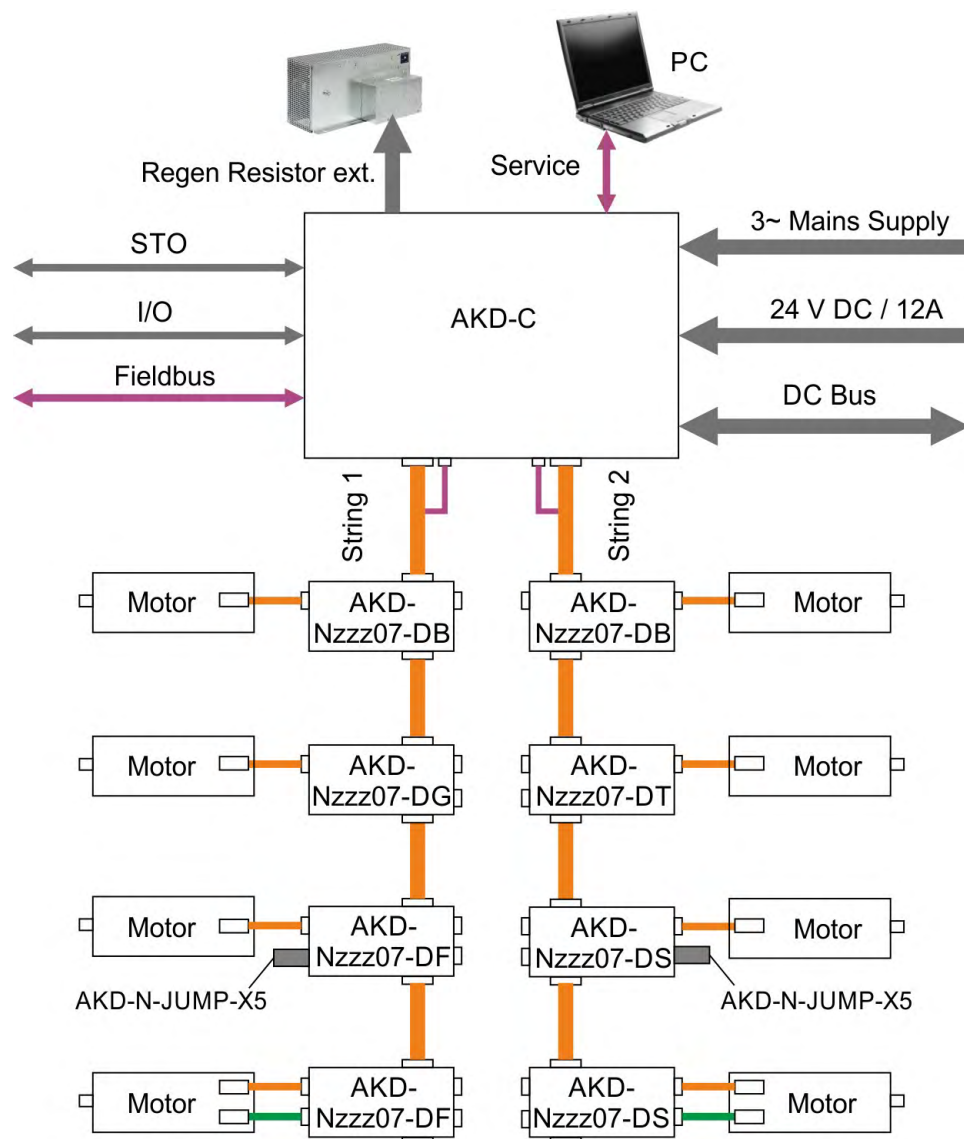 PC
Regen Resistor ext.
Service
STO
3~ Mains Supply
I/O
AKD-C
24 V DC / 12A
Fieldbus
DC Bus
String 1
String 2
Motor
AKD-
Nzzz07-DB
AKD-
Nzzz07-DB
Motor
Motor
AKD-
Nzzz07-DG
AKD-
Nzzz07-DT
Motor
Motor
AKD-
Nzzz07-DF
AKD-
Nzzz07-DS
Motor
AKD-N-JUMP-X5
AKD-N-JUMP-X5
Motor
AKD-
Nzzz07-DF
AKD-
Nzzz07-DS
Motor